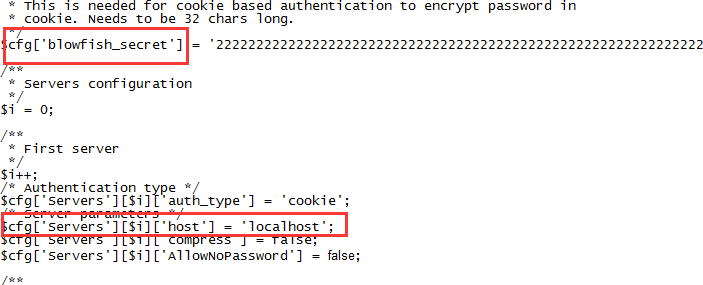 * This is needed for cookie based authentication to encrypt password in
* cookie. Needs to be 32 chars long.
*/
$cfg['blowfish_secret'] = '22222222222222222222222222222222222222222222222222222222222222
/**
* Servers configuration
*/
$i = 0;
/**
* First server
*/
$i++;
/* Authentication type */
$cfg['Servers'][$i]['auth_type'] = 'cookie';
/* Server parameters */
$cfg['Servers'][$i]['host'] = 'localhost';
$cfg['Servers'][$i]['compress'] = false;
$cfg['Servers'][$i]['AllowNoPassword'] = false;
/**